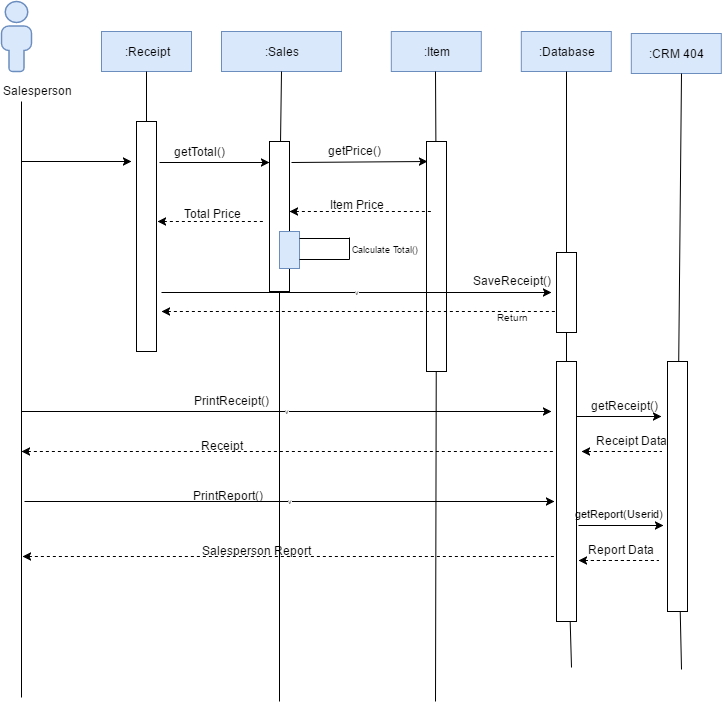 Salesperson
:Receipt
:Sales
:Item
:Database
:CRM 404
getTotal()
getPrice()
Total Price
Item Price
Calculate Total()
SaveReceipt()
Return
PrintReceipt()
getReceipt()
Receipt
Receipt Data
PrintReport()
getReport(Userid)
Salesperson Report
Report Data